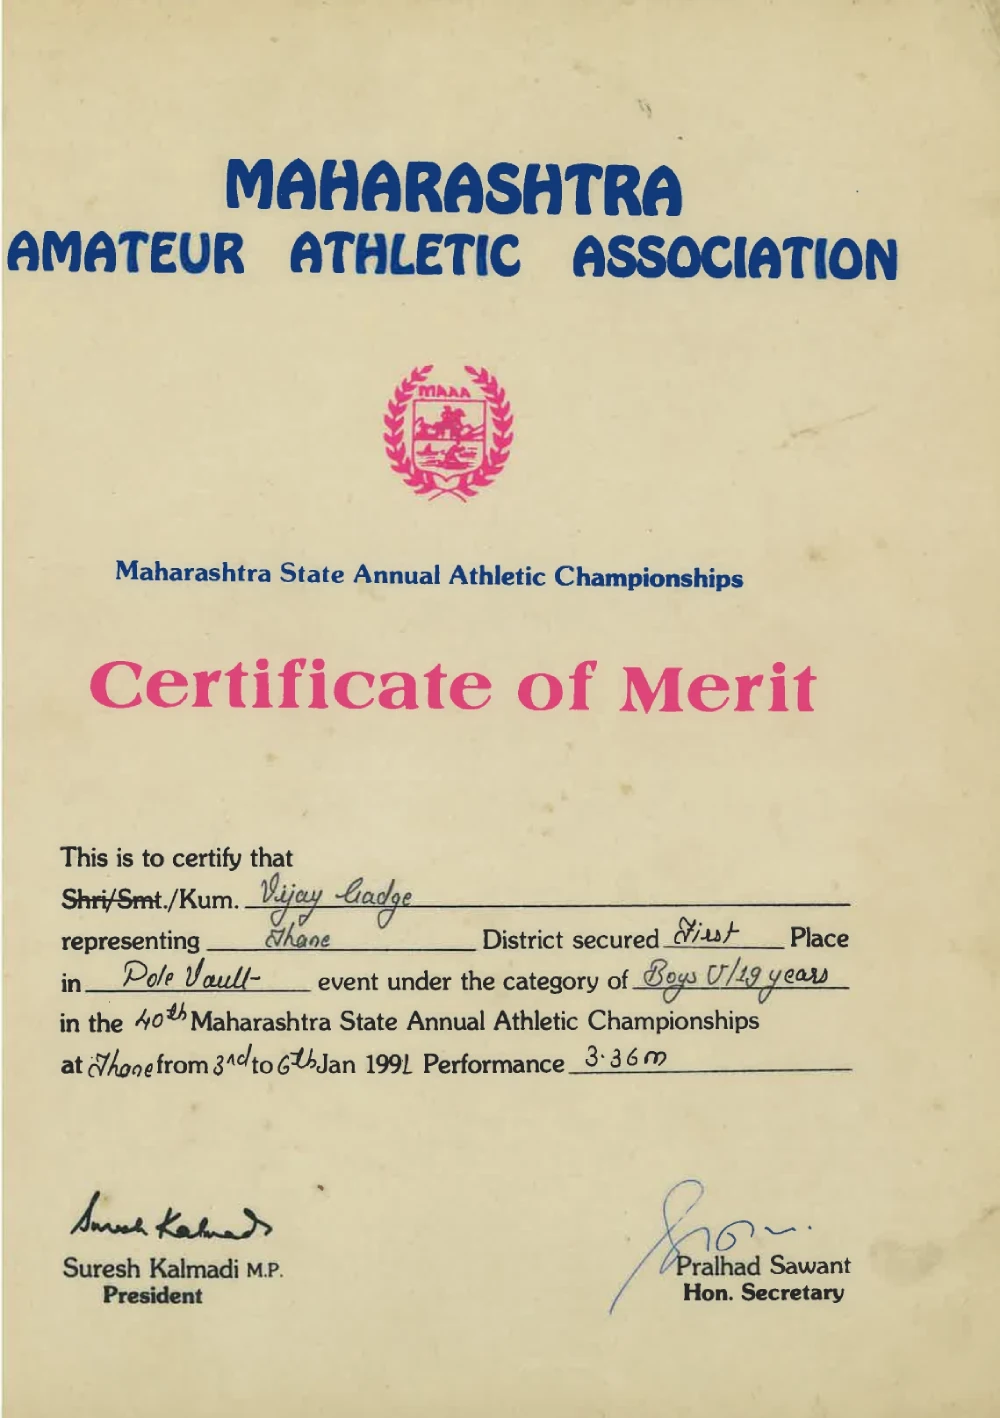 MAHARASHTRA
AMATEUR ATHLETIC ASSOCIATION
MAAA
Maharashtra State Annual Athletic Championships
Certificate of Merit
This is to certify that
Shri/Smt./Kum. Vijay Gadge
representing Thane District secured First Place
in Pole Vault event under the category of Boys U/19 years
in the 40th Maharashtra State Annual Athletic Championships
at Thane from 3rd to 6th Jan 1991 Performance 3.36m
Suresh Kalmadi
Suresh Kalmadi M.P.
Pralhad Sawant
President
Hon. Secretary